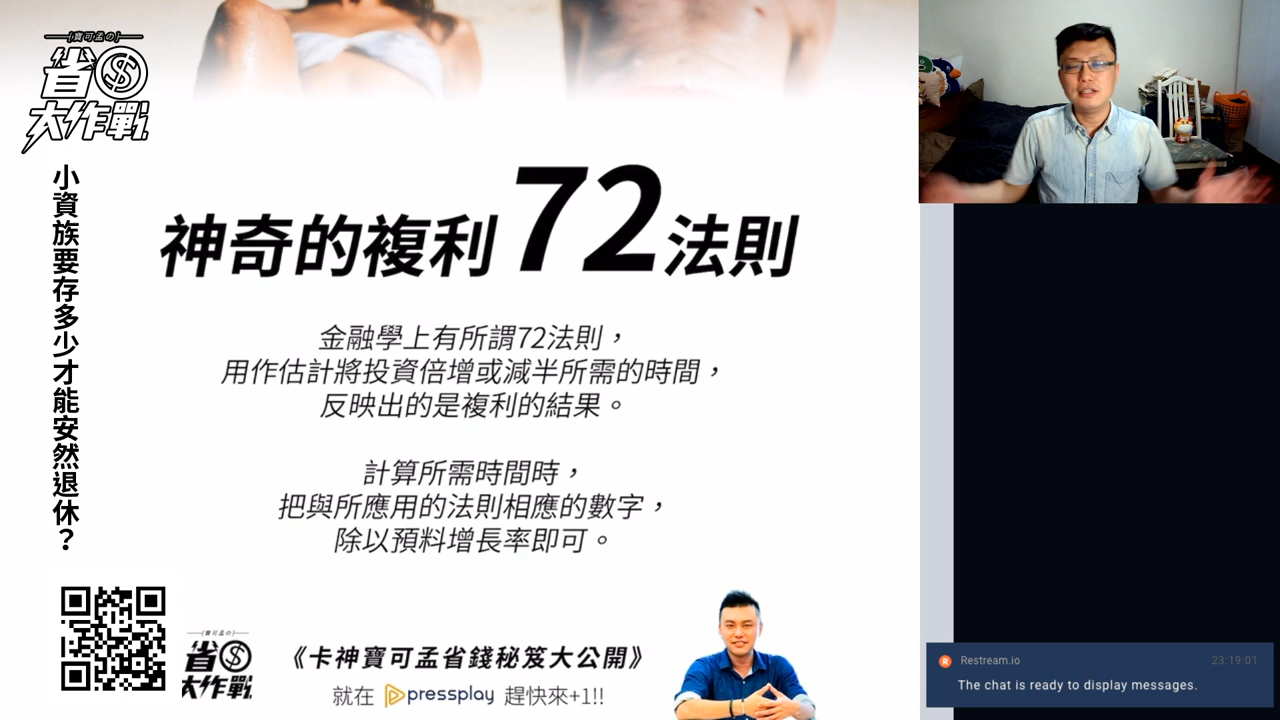 {寶可孟の}
省$
大作戰
小資族要存多少才能安然退休？
神奇的複利72法則
金融學上有所謂72法則，
用作估計將投資倍增或減半所需的時間，
反映出的是複利的結果。
計算所需時間時，
把與所應用的法則相應的數字，
除以預料增長率即可。
{寶可孟の}
省$
大作戰
《卡神寶可孟省錢秘笈大公開》
就在 pressplay 趕快來+1!!
R Restream.io 23:19:01
The chat is ready to display messages.